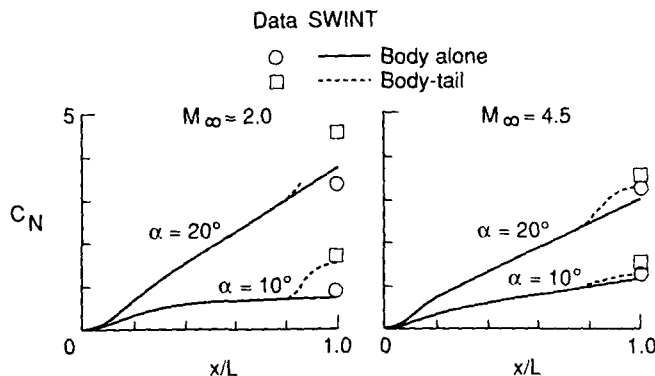 Data SWINT
Body alone
Body-tail
5
M∞ ≈ 2.0
M∞ = 4.5
C_N
α = 20°
α = 10°
α = 20°
α = 10°
0
1.0
0
1.0
x/L
x/L